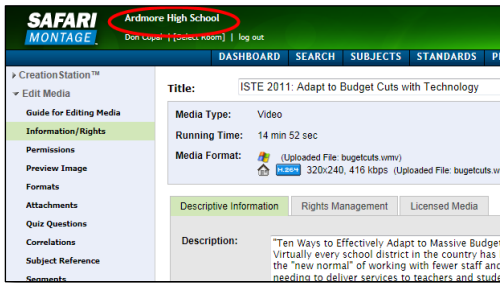 SAFARI
MONTAGE
Ardmore High School
Don Copal | [Select Room] | log out
DASHBOARD SEARCH SUBJECTS STANDARDS
CreationStation™
Edit Media
Guide for Editing Media
Information/Rights
Permissions
Preview Image
Formats
Attachments
Quiz Questions
Correlations
Subject Reference
Segments
Title: ISTE 2011: Adapt to Budget Cuts with Technology
Media Type: Video
Running Time: 14 min 52 sec
Media Format: (Uploaded File: bugetcuts.wmv)
H.264 320x240, 416 kbps (Uploaded File: bugetcuts.w
Descriptive Information Rights Management Licensed Media
Description: "Ten Ways to Effectively Adapt to Massive Budget
Virtually every school district in the country has
the "new normal" of working with fewer staff and
needing to deliver services to teachers and stude